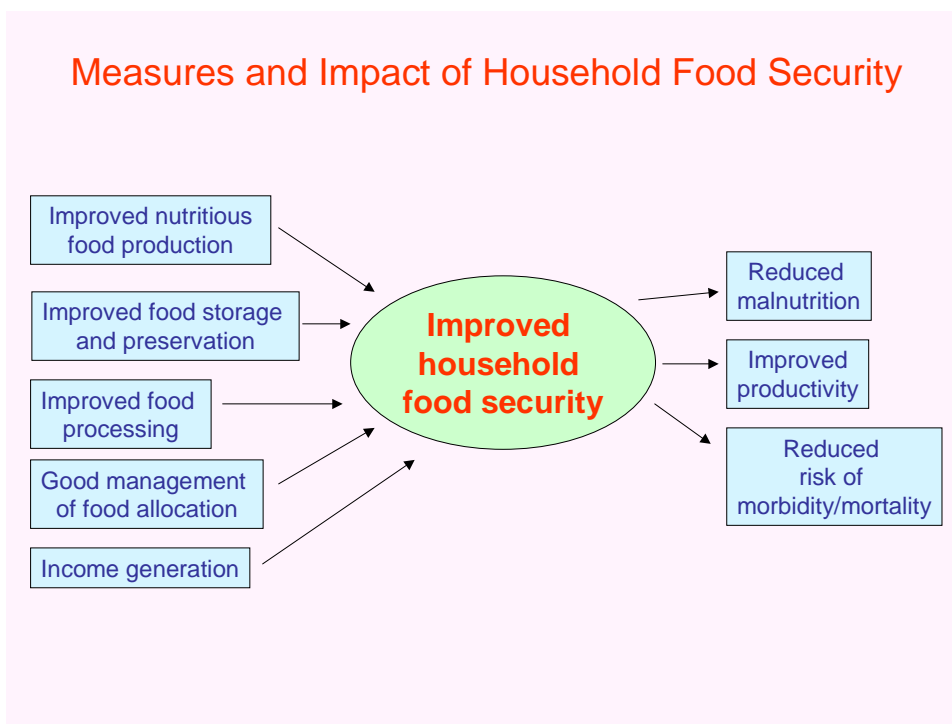 Measures and Impact of Household Food Security
Improved nutritious
food production
Improved food storage
and preservation
Improved food
processing
Good management
of food allocation
Income generation
Improved
household
food security
Reduced
malnutrition
Improved
productivity
Reduced
risk of
morbidity/mortality